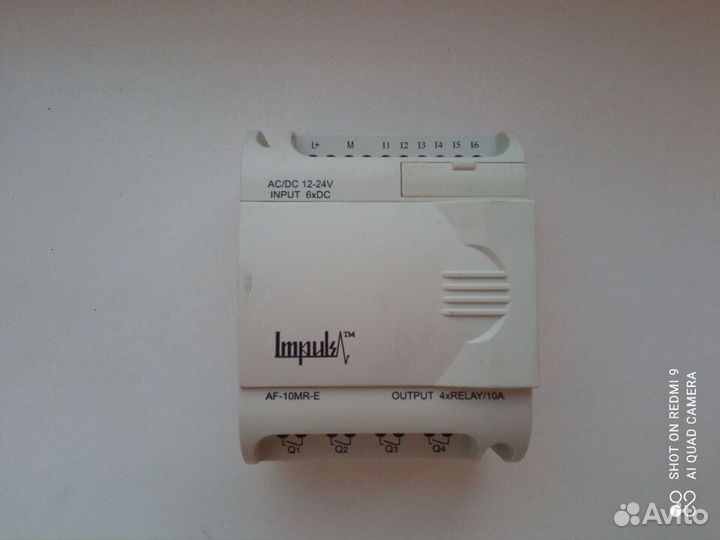 L+ M I1 I2 I3 I4 I5 I6
AC/DC 12-24V
INPUT 6xDC
Impuls™
AF-10MR-E
OUTPUT 4xRELAY/10A
Q1 Q2 Q3 Q4
SHOT ON REDMI 9
AI QUAD CAMERA
Avito